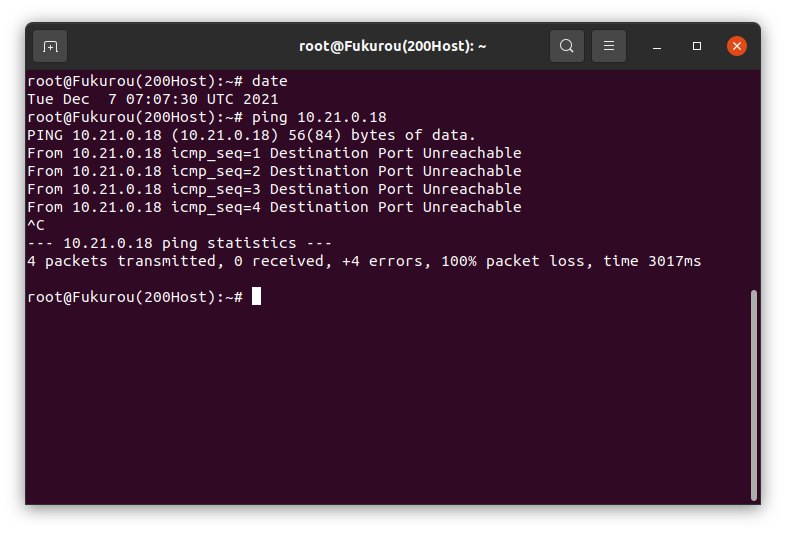 root@Fukurou(200Host): ~
root@Fukurou(200Host):~# date
Tue Dec  7 07:07:30 UTC 2021
root@Fukurou(200Host):~# ping 10.21.0.18
PING 10.21.0.18 (10.21.0.18) 56(84) bytes of data.
From 10.21.0.18 icmp_seq=1 Destination Port Unreachable
From 10.21.0.18 icmp_seq=2 Destination Port Unreachable
From 10.21.0.18 icmp_seq=3 Destination Port Unreachable
From 10.21.0.18 icmp_seq=4 Destination Port Unreachable
^C
--- 10.21.0.18 ping statistics ---
4 packets transmitted, 0 received, +4 errors, 100% packet loss, time 3017ms
root@Fukurou(200Host):~#